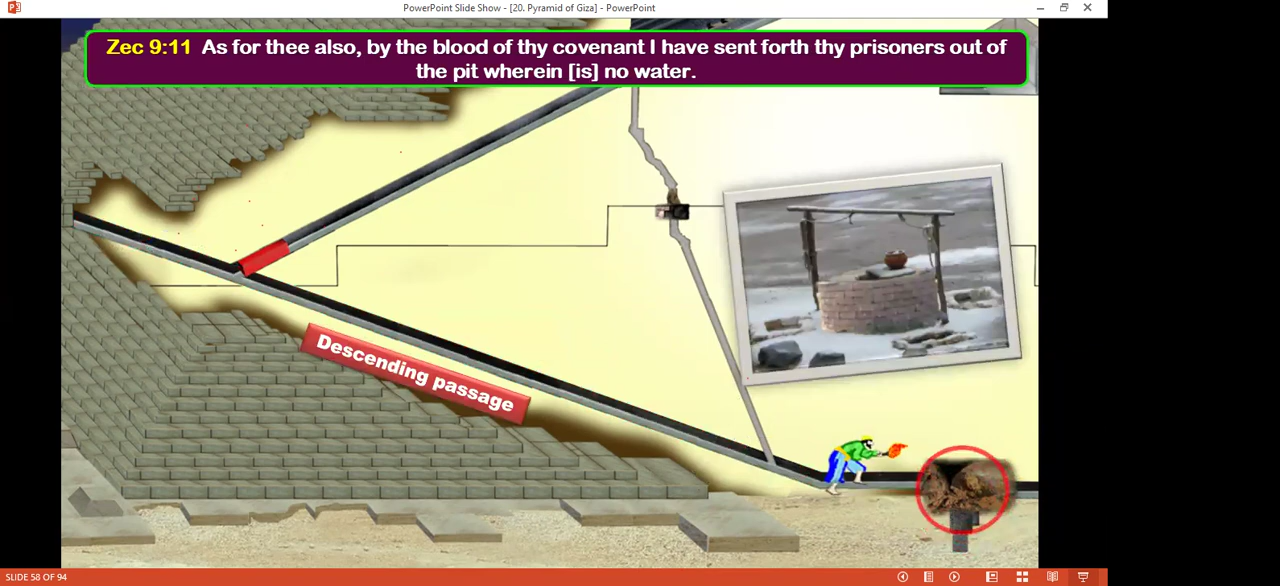 PowerPoint Slide Show - [20. Pyramid of Giza] - PowerPoint
Zec 9:11 As for thee also, by the blood of thy covenant I have sent forth thy prisoners out of
the pit wherein [is] no water.
Descending passage
SLIDE 58 OF 94